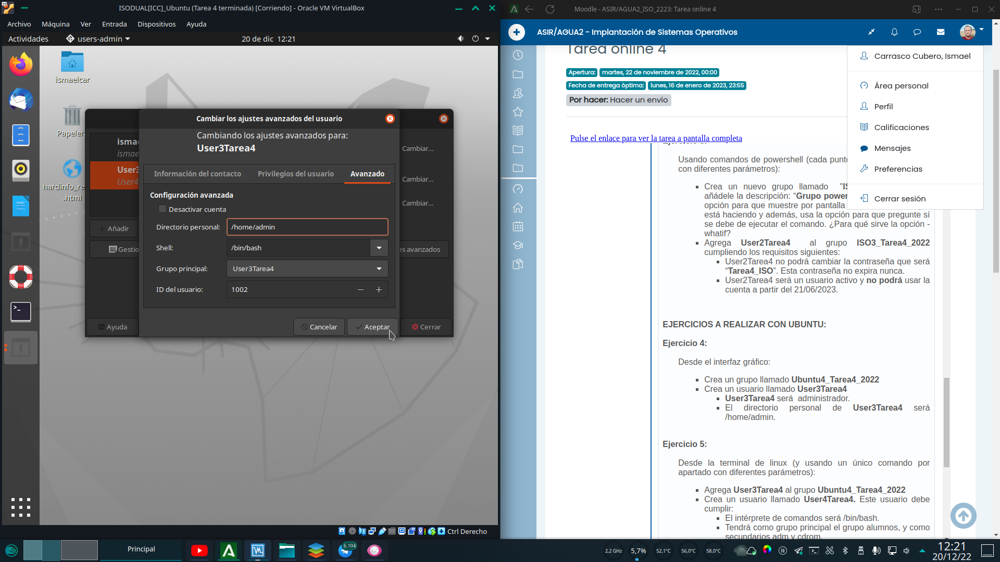 ISODUAL[ICC]_Ubuntu (Tarea 4 terminada) [Corriendo] - Oracle VM VirtualBox
Archivo Máquina Ver Entrada Dispositivos Ayuda
Actividades users-admin 20 de dic 12:21
ismaelcar
Papeler
hardinfo_re
.html
Cambiar los ajustes avanzados del usuario
Cambiando los ajustes avanzados para:
User3Tarea4
Información del contacto Privilegios del usuario Avanzado
Configuración avanzada
Desactivar cuenta
Directorio personal: /home/admin
Shell: /bin/bash
Grupo principal: User3Tarea4
ID del usuario: 1002
Cancelar Aceptar
isma
ismae
User3
User4
Cambiar...
Cambiar...
Cambiar...
Añadir
Gestio
es avanzados
Ayuda
Cerrar
Ctrl Derecho
Moodle - ASIR/AGUA2_ISO_2223: Tarea online 4
ASIR/AGUA2 - Implantación de Sistemas Operativos
Tarea online 4
Apertura: martes, 22 de noviembre de 2022, 00:00
Fecha de entrega óptima: lunes, 16 de enero de 2023, 23:55
Por hacer: Hacer un envío
Carrasco Cubero, Ismael
Área personal
Perfil
Calificaciones
Mensajes
Preferencias
Cerrar sesión
Pulse el enlace para ver la tarea a pantalla completa
Usando comandos de powershell (cada punto
con diferentes parámetros):
Crea un nuevo grupo llamado "IS
añádele la descripción: “Grupo power
opción para que muestre por pantalla
está haciendo y además, usa la opción para que pregunte sí
se debe de ejecutar el comando. ¿Para qué sirve la opción -
whatif?
Agrega User2Tarea4 al grupo ISO3_Tarea4_2022
cumpliendo los requisitos siguientes:
User2Tarea4 no podrá cambiar la contraseña que será
“Tarea4_ISO”. Esta contraseña no expira nunca.
User2Tarea4 será un usuario activo y no podrá usar la
cuenta a partir del 21/06/2023.
EJERCICIOS A REALIZAR CON UBUNTU:
Ejercicio 4:
Desde el interfaz gráfico:
Crea un grupo llamado Ubuntu4_Tarea4_2022
Crea un usuario llamado User3Tarea4
User3Tarea4 será administrador.
El directorio personal de User3Tarea4 será
/home/admin.
Ejercicio 5:
Desde la terminal de linux (y usando un único comando por
apartado con diferentes parámetros):
Agrega User3Tarea4 al grupo Ubuntu4_Tarea4_2022
Crea un usuario llamado User4Tarea4. Este usuario debe
cumplir:
El intérprete de comandos será /bin/bash.
Tendrá como grupo principal el grupo alumnos, y como
secundarios adm y cdrom.
Principal
6.104
2,2 GHz 5,7% 52,1°C 56,0°C 58,0°C
12:21
20/12/22